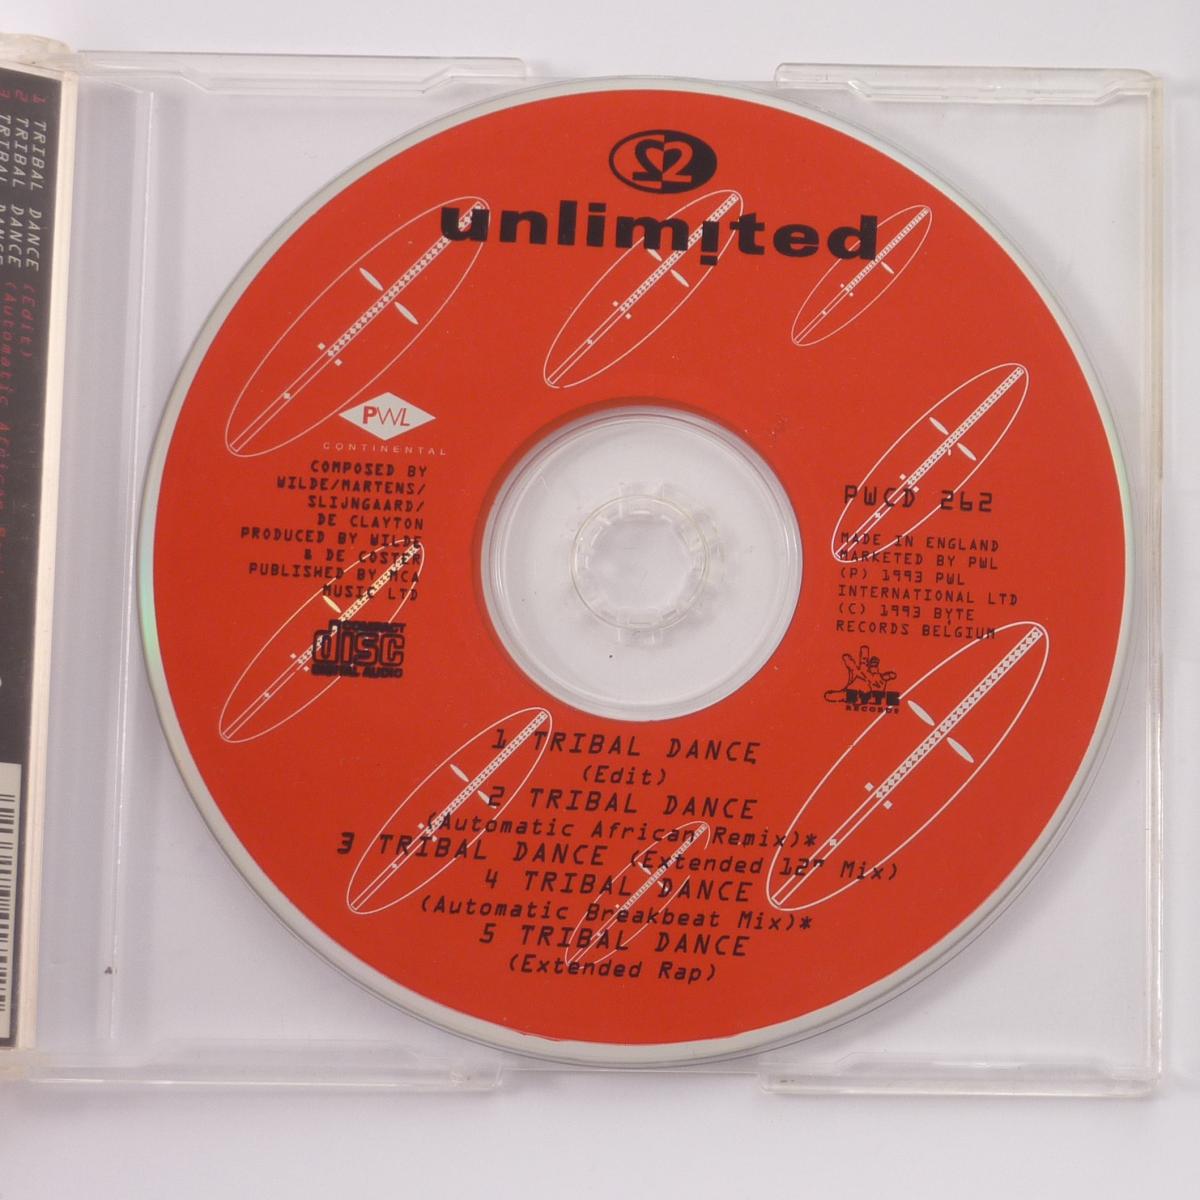 1 TRIBAL DANCE (Edit)
2 TRIBAL DANCE (Automatic African
3 TRIBAL DANCE
2
unlimited
PWL
CONTINENTAL
COMPOSED BY
WILDE/MARTENS/
SLIJNGAARD/
DE CLAYTON
PRODUCED BY WILDE
& DE COSTER
PUBLISHED BY MCA
MUSIC LTD
COMPACT
disc
DIGITAL AUDIO
PWCD 262
MADE IN ENGLAND
MARKETED BY PWL
(P) 1993 PWL
INTERNATIONAL LTD
(C) 1993 BYTE
RECORDS BELGIUM
BYTE
RECORDS
1 TRIBAL DANCE
(Edit)
2 TRIBAL DANCE
(Automatic African Remix)*
3 TRIBAL DANCE (Extended 12" Mix)
4 TRIBAL DANCE
(Automatic Breakbeat Mix)*
5 TRIBAL DANCE
(Extended Rap)